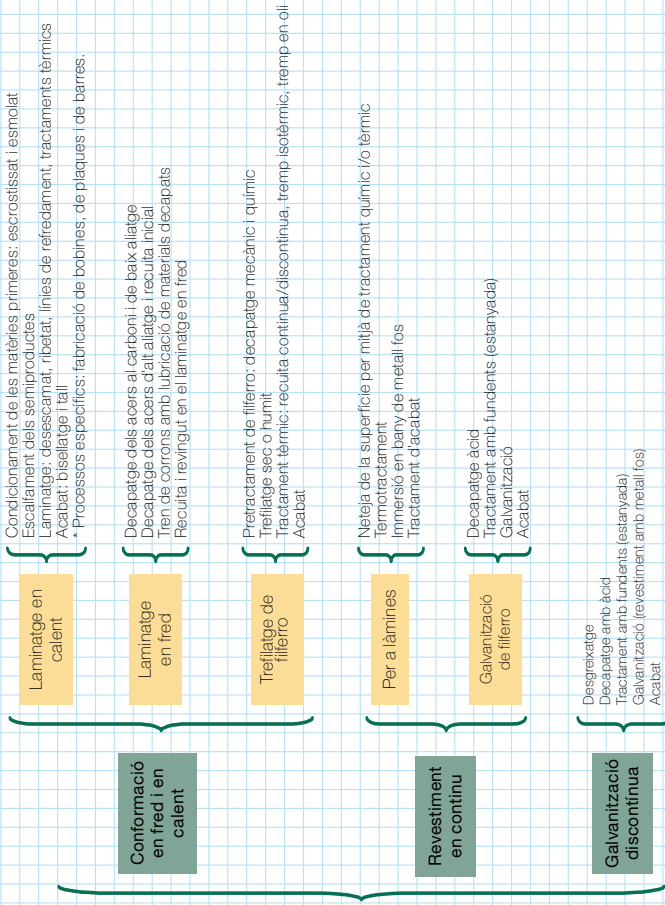 Conformació
en fred i en
calent
Laminatge en
calent
Condicionament de les matèries primeres: escrostissat i esmolat
Escalfament dels semiproductes
Laminatge: desescamat, ribetat, línies de refredament, tractaments tèrmics
Acabat: bisellatge i tall
* Processos específics: fabricació de bobines, de plaques i de barres.
Laminatge
en fred
Decapatge dels acers al carboni i de baix aliatge
Decapatge dels acers d'alt aliatge i recuita inicial
Tren de corrons amb lubricació de materials decapats
Recuita i revingut en el laminatge en fred
Trefilatge de
filferro
Pretractament de filferro: decapatge mecànic i químic
Trefilatge sec o humit
Tractament tèrmic: recuita contínua/discontínua, tremp isotèrmic, tremp en oli
Acabat
Revestiment
en continu
Per a làmines
Neteja de la superfície per mitjà de tractament químic i/o tèrmic
Termotractament
Immersió en bany de metall fos
Tractament d'acabat
Galvanització
de filferro
Decapatge àcid
Tractament amb fundents (estanyada)
Galvanització
Acabat
Galvanització
discontínua
Desgreixatge
Decapatge amb àcid
Tractament amb fundents (estanyada)
Galvanització (revestiment amb metall fos)
Acabat